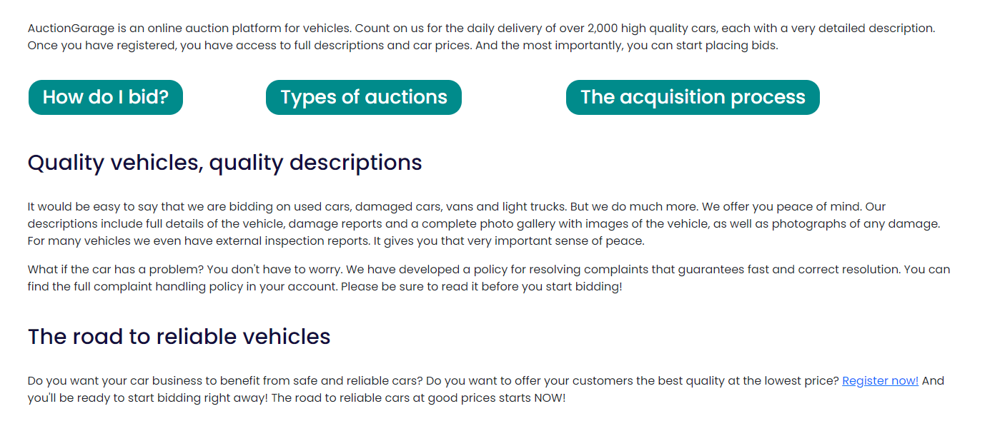 AuctionGarage is an online auction platform for vehicles. Count on us for the daily delivery of over 2,000 high quality cars, each with a very detailed description.
Once you have registered, you have access to full descriptions and car prices. And the most importantly, you can start placing bids.
How do I bid?
Types of auctions
The acquisition process
Quality vehicles, quality descriptions
It would be easy to say that we are bidding on used cars, damaged cars, vans and light trucks. But we do much more. We offer you peace of mind. Our
descriptions include full details of the vehicle, damage reports and a complete photo gallery with images of the vehicle, as well as photographs of any damage.
For many vehicles we even have external inspection reports. It gives you that very important sense of peace.
What if the car has a problem? You don't have to worry. We have developed a policy for resolving complaints that guarantees fast and correct resolution. You can
find the full complaint handling policy in your account. Please be sure to read it before you start bidding!
The road to reliable vehicles
Do you want your car business to benefit from safe and reliable cars? Do you want to offer your customers the best quality at the lowest price? Register now! And
you'll be ready to start bidding right away! The road to reliable cars at good prices starts NOW!